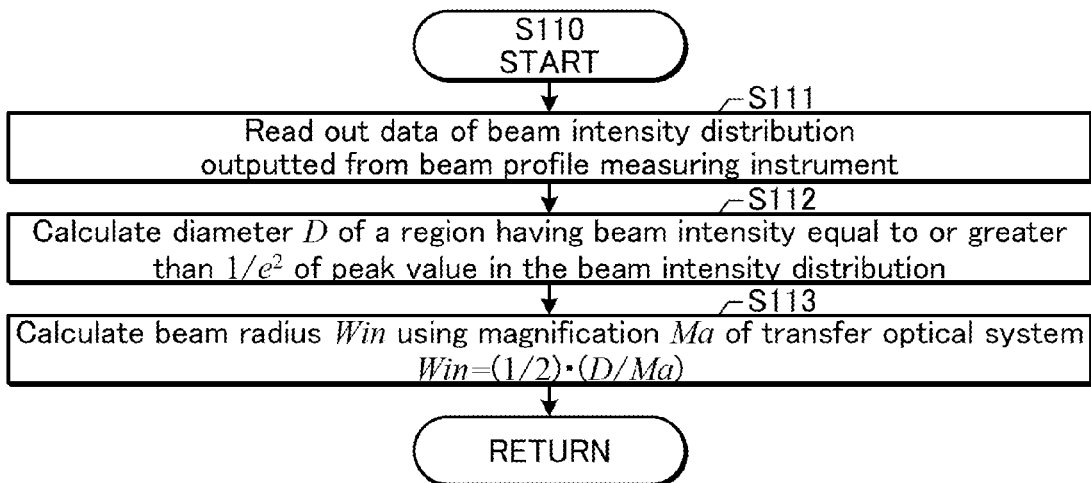 S110
START
S111
Read out data of beam intensity distribution
outputted from beam profile measuring instrument
S112
Calculate diameter D of a region having beam intensity equal to or greater
than 1/e² of peak value in the beam intensity distribution
S113
Calculate beam radius Win using magnification Ma of transfer optical system
Win=(1/2)·(D/Ma)
RETURN